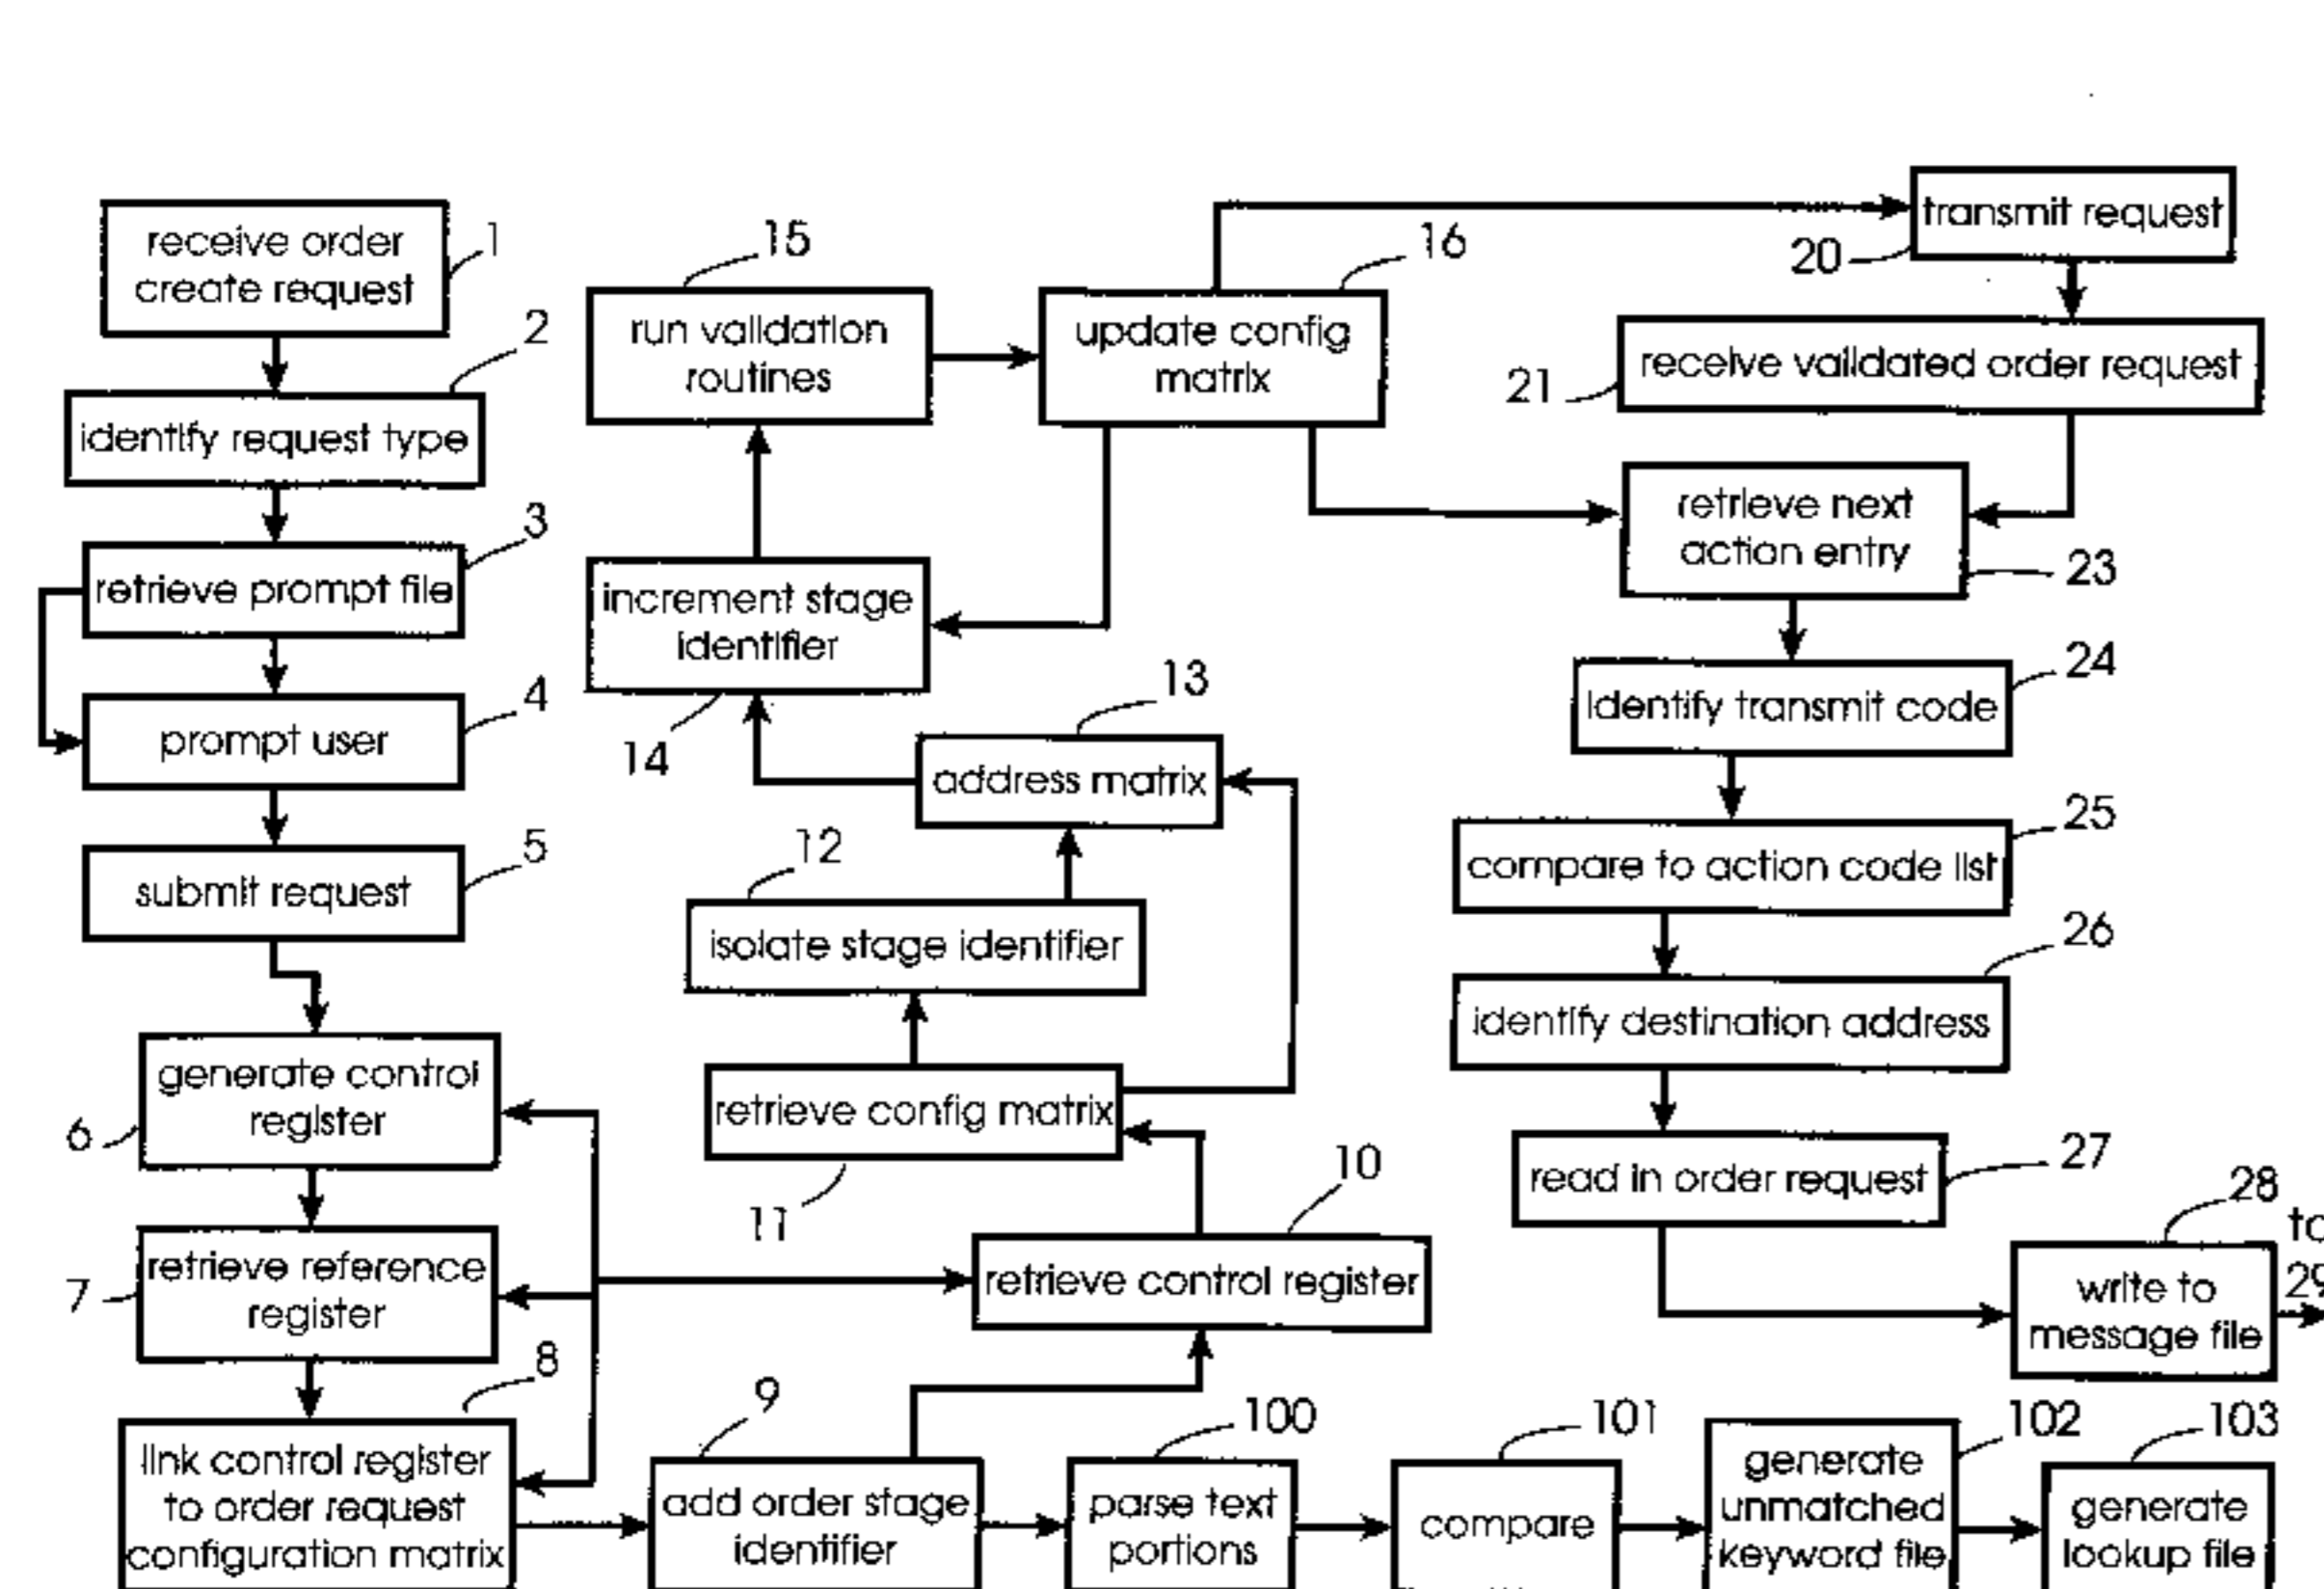 receive order
create request
1
2
identify request type
3
retrieve prompt file
4
prompt user
5
submit request
generate control
register
6
retrieve reference
register
7
8
link control register
to order request
configuration matrix
9
add order stage
identifier
10
retrieve control register
retrieve config matrix
11
12
isolate stage identifier
13
address matrix
increment stage
identifier
14
15
run validation
routines
16
update config
matrix
transmit request
20
receive validated order request
21
retrieve next
action entry
23
24
identify transmit code
25
compare to action code list
26
identify destination address
27
read in order request
28
write to
message file
29
100
parse text
portions
101
compare
102
generate
unmatched
keyword file
103
generate
lookup file